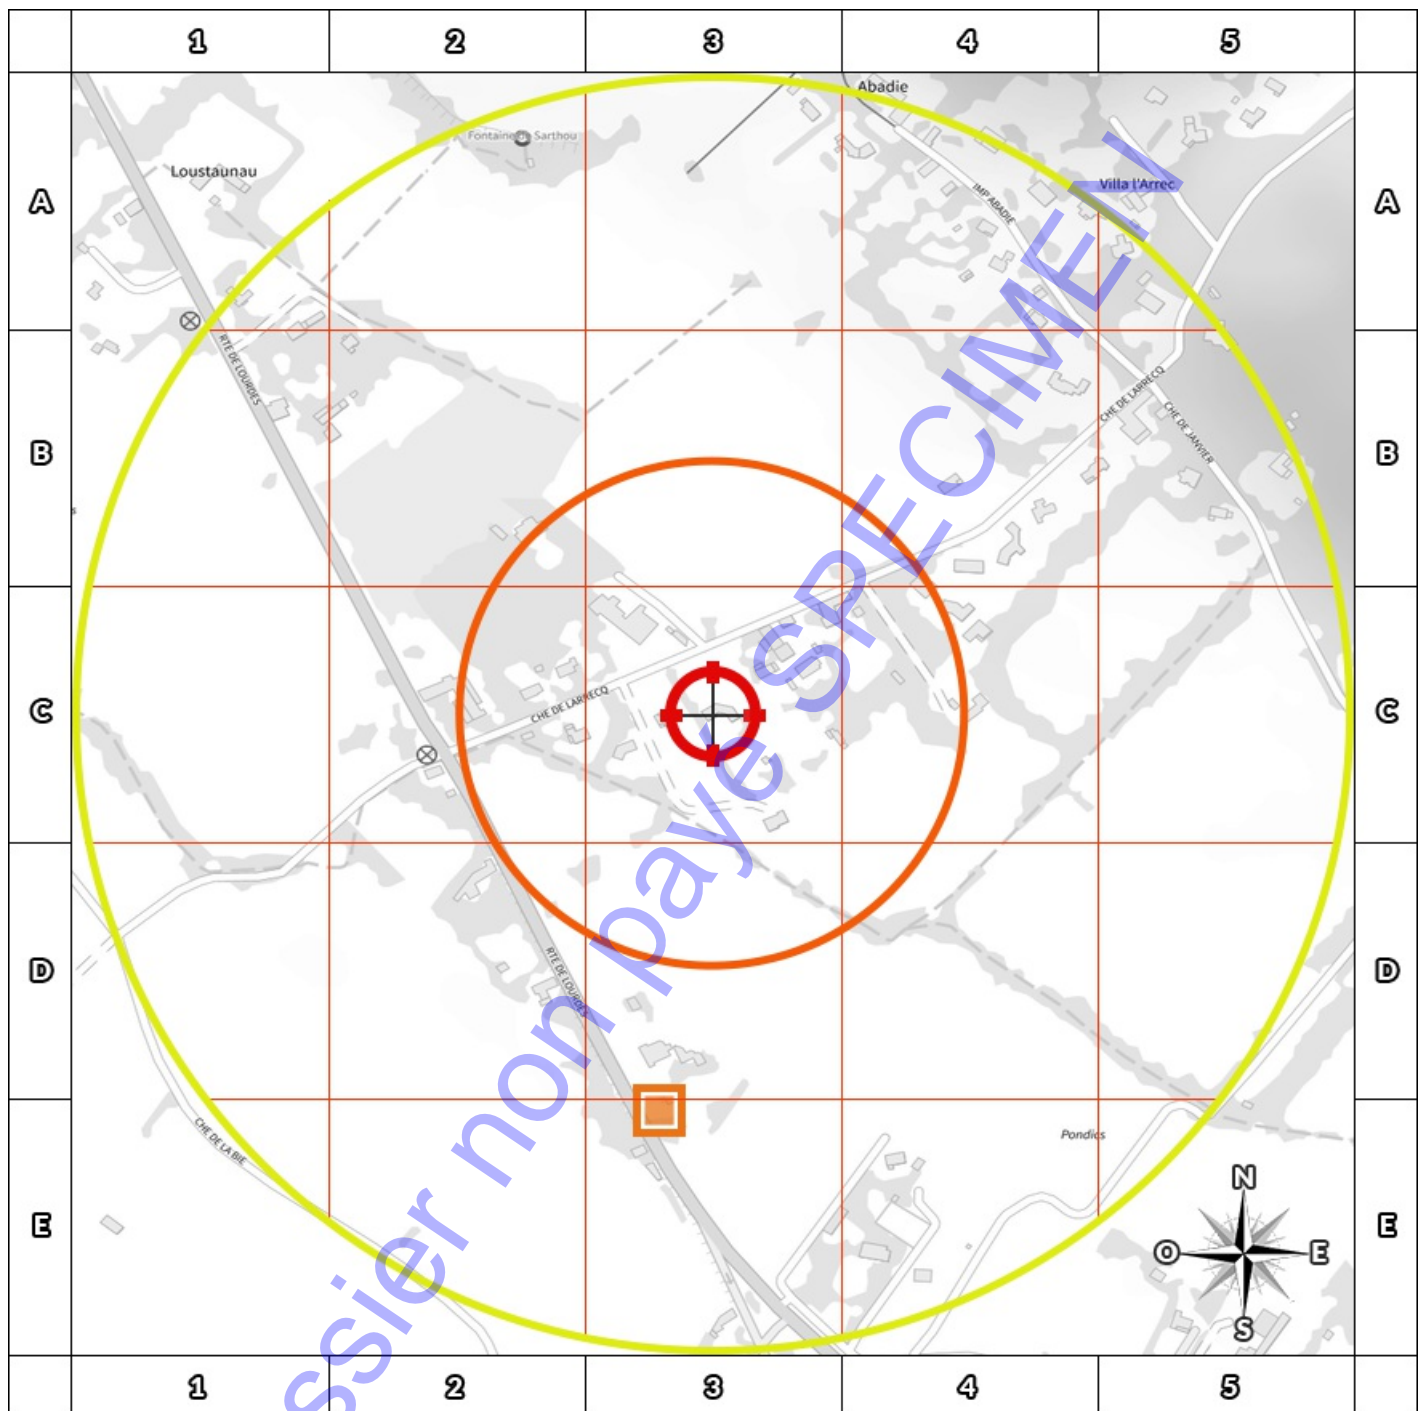 1 2 3 4 5
A A
B B
C C
D D
E E
1 2 3 4 5
Abadie
Fontaine de Sarthou
Loustaunau
Villa l'Arrec
IMP ABADIE
RTE DE LOURDES
CHE DE LARRECQ
CHE DE JANVIER
CHE DE LARRECQ
RTE DE LOURDES
CHE DE LA BIE
Pondics
N
O E
S
ssier non payé SPECIMEN